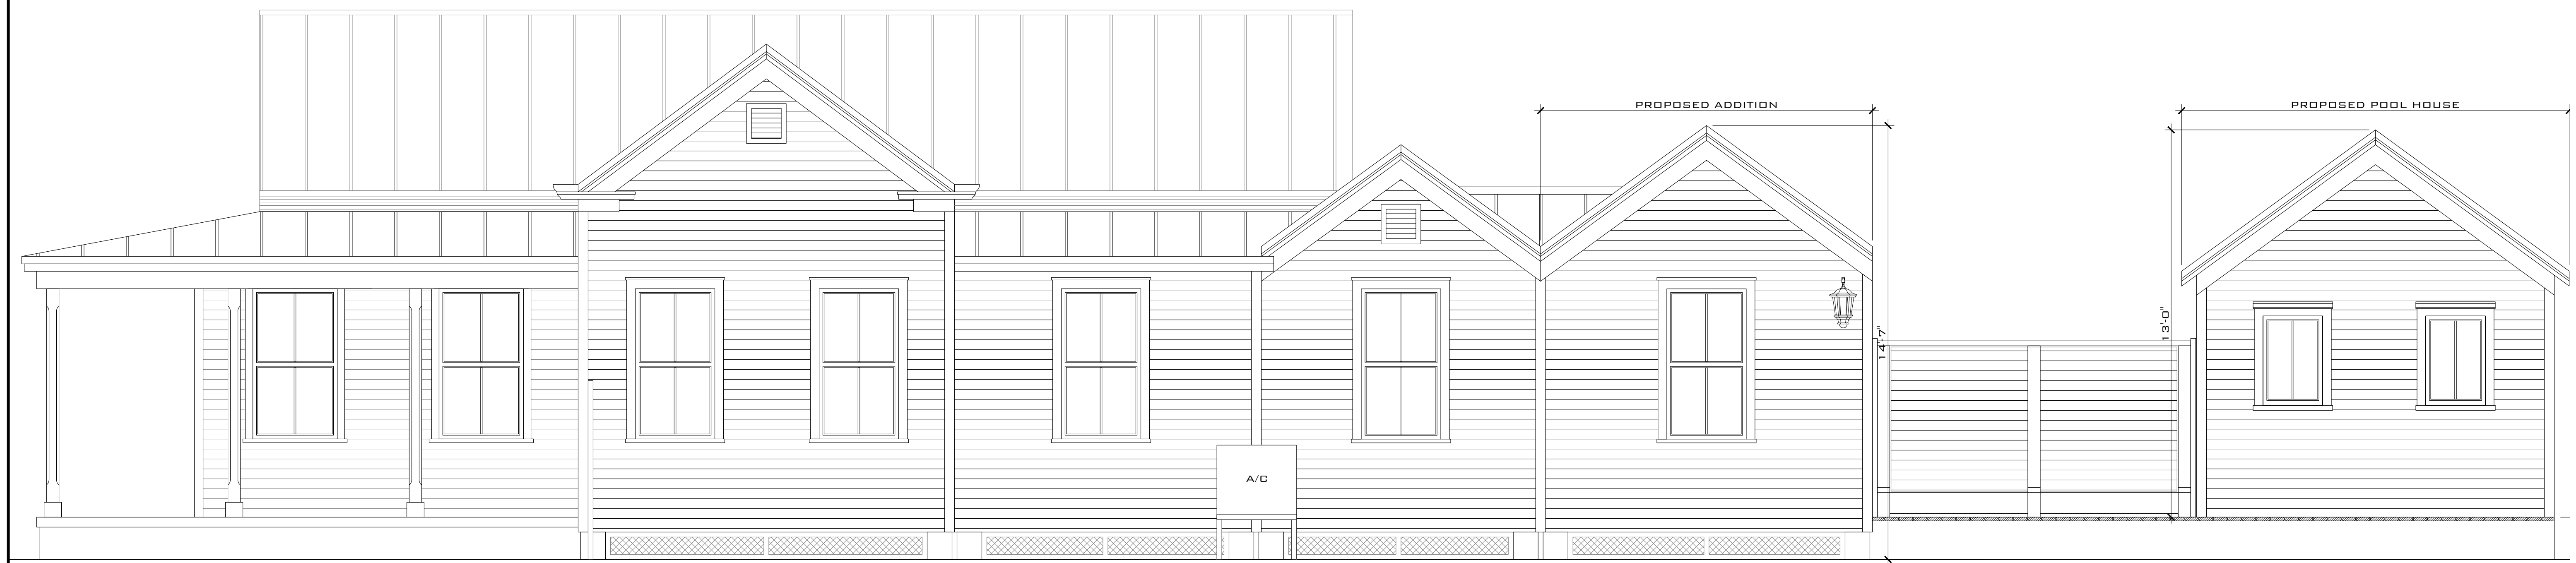 PROPOSED ADDITION
PROPOSED POOL HOUSE
14'-7"
13'-0"
A/C